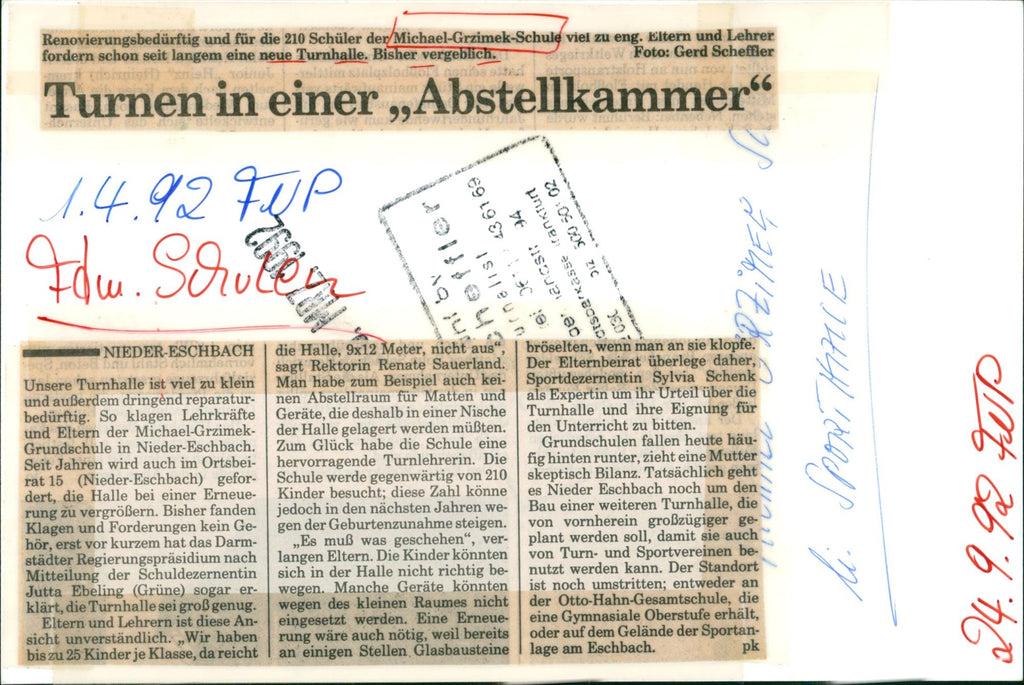 Renovierungsbedürftig und für die 210 Schüler der Michael-Grzimek-Schule viel zu eng. Eltern und Lehrer
fordern schon seit langem eine neue Turnhalle. Bisher vergeblich. Foto: Gerd Scheffler
Turnen in einer „Abstellkammer“
1.4.92 FNP
Fdm. Schulen
NIEDER-ESCHBACH
Unsere Turnhalle ist viel zu klein
und außerdem dringend reparatur-
bedürftig. So klagen Lehrkräfte
und Eltern der Michael-Grzimek-
Grundschule in Nieder-Eschbach.
Seit Jahren wird auch im Ortsbei-
rat 15 (Nieder-Eschbach) gefor-
dert, die Halle bei einer Erneue-
rung zu vergrößern. Bisher fanden
Klagen und Forderungen kein Ge-
hör, erst vor kurzem hat das Darm-
städter Regierungspräsidium nach
Mitteilung der Schuldezernentin
Jutta Ebeling (Grüne) sogar er-
klärt, die Turnhalle sei groß genug.
Eltern und Lehrern ist diese An-
sicht unverständlich. „Wir haben
bis zu 25 Kinder je Klasse, da reicht
die Halle, 9x12 Meter, nicht aus“,
sagt Rektorin Renate Sauerland.
Man habe zum Beispiel auch kei-
nen Abstellraum für Matten und
Geräte, die deshalb in einer Nische
der Halle gelagert werden müßten.
Zum Glück habe die Schule eine
hervorragende Turnlehrerin. Die
Schule werde gegenwärtig von 210
Kinder besucht; diese Zahl könne
jedoch in den nächsten Jahren we-
gen der Geburtenzunahme steigen.
„Es muß was geschehen“, ver-
langen Eltern. Die Kinder könnten
sich in der Halle nicht richtig be-
wegen. Manche Geräte könnten
wegen des kleinen Raumes nicht
eingesetzt werden. Eine Erneue-
rung wäre auch nötig, weil bereits
an einigen Stellen Glasbausteine
bröselten, wenn man an sie klopfe.
Der Elternbeirat überlege daher,
Sportdezernentin Sylvia Schenk
als Expertin um ihr Urteil über die
Turnhalle und ihre Eignung für
den Unterricht zu bitten.
Grundschulen fallen heute häu-
fig hinten runter, zieht eine Mutter
skeptisch Bilanz. Tatsächlich geht
es Nieder Eschbach noch um den
Bau einer weiteren Turnhalle, die
von vornherein großzügiger ge-
plant werden soll, damit sie auch
von Turn- und Sportvereinen be-
nutzt werden kann. Der Standort
ist noch umstritten; entweder an
der Otto-Hahn-Gesamtschule, die
eine Gymnasiale Oberstufe erhält,
oder auf dem Gelände der Sportan-
lage am Eschbach. pk
GRZIMEK
li. SPORTHALLE
24.9.92 FNP